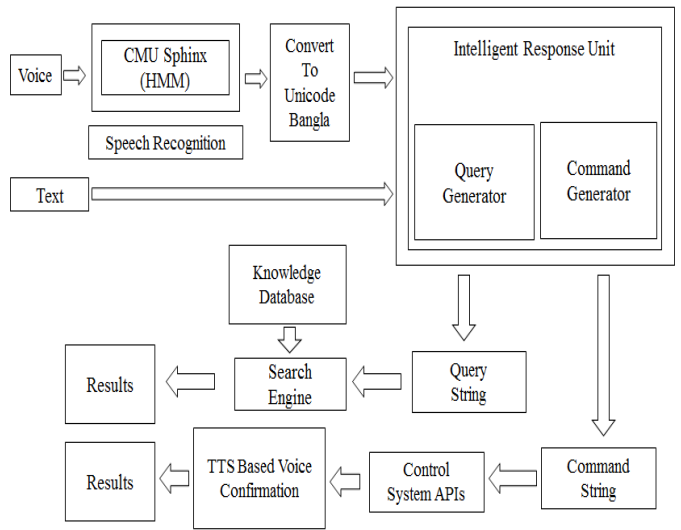 Voice
CMU Sphinx
(HMM)
Speech Recognition
Convert
To
Unicode
Bangla
Text
Intelligent Response Unit
Query
Generator
Command
Generator
Knowledge
Database
Results
Search
Engine
Query
String
Results
TTS Based Voice
Confirmation
Control
System APIs
Command
String